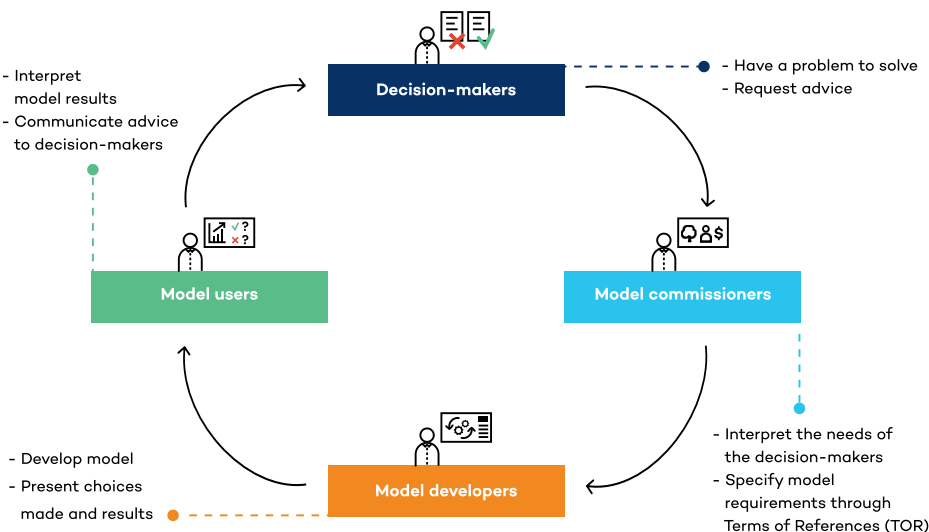 Decision-makers
- Have a problem to solve
- Request advice
- Interpret
model results
- Communicate advice
to decision-makers
✓?
×?
$
Model users
Model commissioners
- Interpret the needs of
the decision-makers
- Specify model
requirements through
Terms of References (TOR)
- Develop model
- Present choices
made and results
Model developers